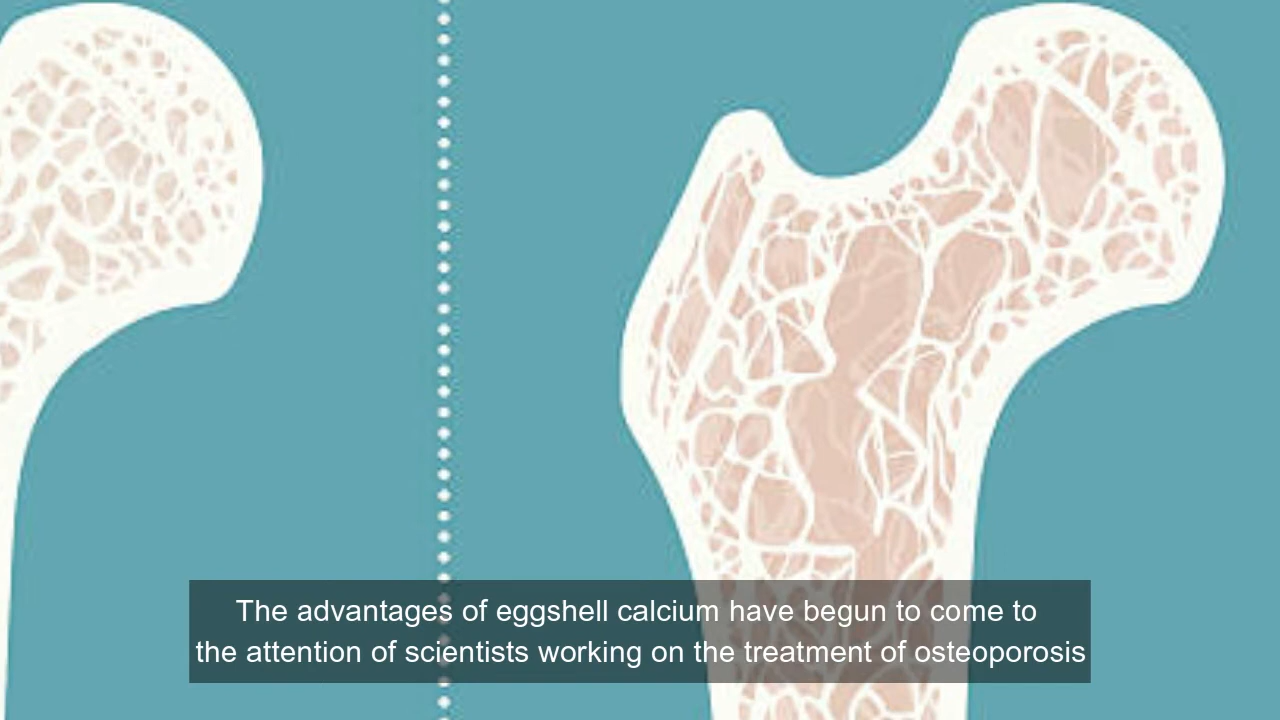 The advantages of eggshell calcium have begun to come to
the attention of scientists working on the treatment of osteoporosis